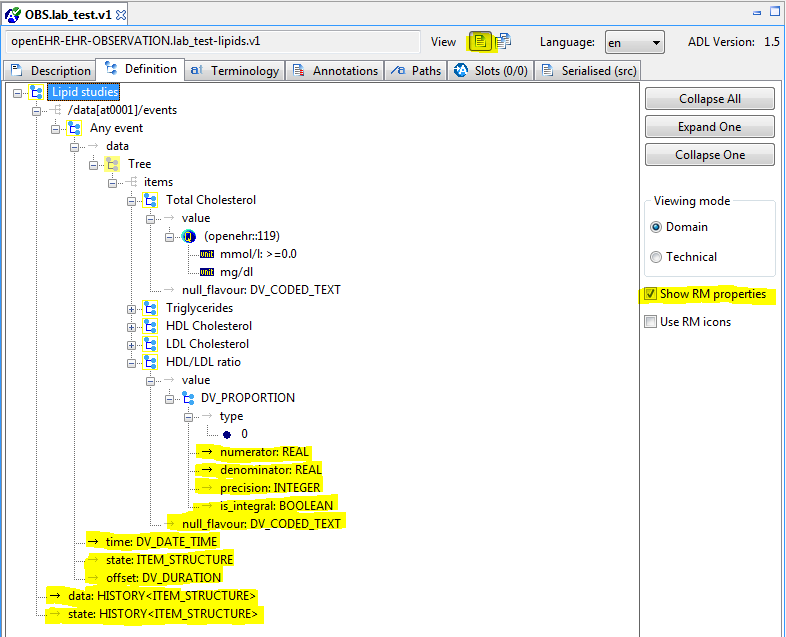 OBS.lab_test.v1
openEHR-EHR-OBSERVATION.lab_test-lipids.v1 View Language: en ADL Version: 1.5
Description Definition Terminology Annotations Paths Slots (0/0) Serialised (src)
Lipid studies
/data[at0001]/events
Any event
data
Tree
items
Total Cholesterol
value
(openehr::119)
mmol/l: >=0.0
mg/dl
null_flavour: DV_CODED_TEXT
Triglycerides
HDL Cholesterol
LDL Cholesterol
HDL/LDL ratio
value
DV_PROPORTION
type
0
numerator: REAL
denominator: REAL
precision: INTEGER
is_integral: BOOLEAN
null_flavour: DV_CODED_TEXT
time: DV_DATE_TIME
state: ITEM_STRUCTURE
offset: DV_DURATION
data: HISTORY<ITEM_STRUCTURE>
state: HISTORY<ITEM_STRUCTURE>
Collapse All
Expand One
Collapse One
Viewing mode
Domain
Technical
Show RM properties
Use RM icons